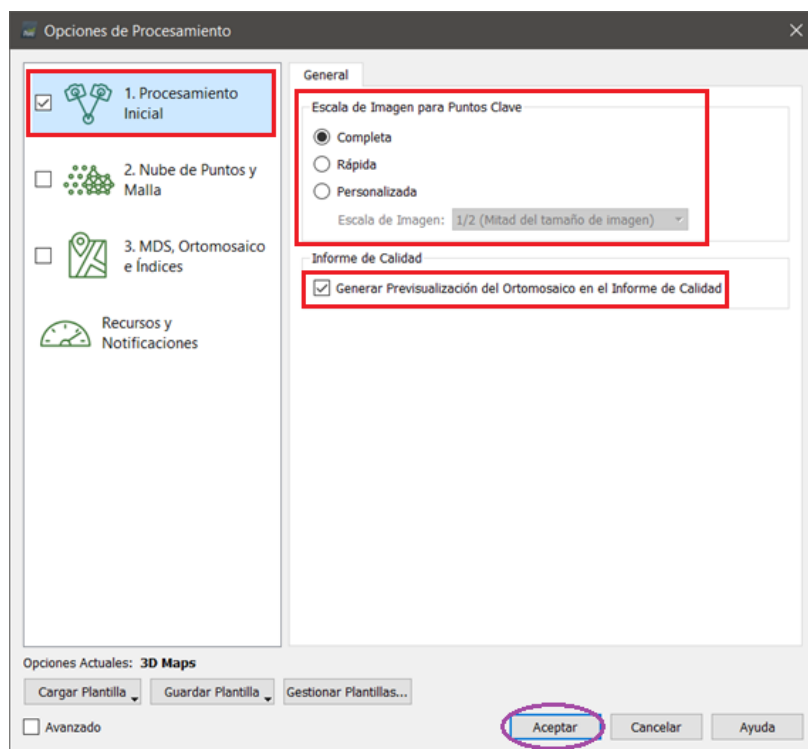 Opciones de Procesamiento
1. Procesamiento
Inicial
2. Nube de Puntos y
Malla
3. MDS, Ortomosaico
e Índices
Recursos y
Notificaciones
General
Escala de Imagen para Puntos Clave
Completa
Rápida
Personalizada
Escala de Imagen: 1/2 (Mitad del tamaño de imagen)
Informe de Calidad
Generar Previsualización del Ortomosaico en el Informe de Calidad
Opciones Actuales: 3D Maps
Cargar Plantilla Guardar Plantilla Gestionar Plantillas...
Avanzado Aceptar Cancelar Ayuda